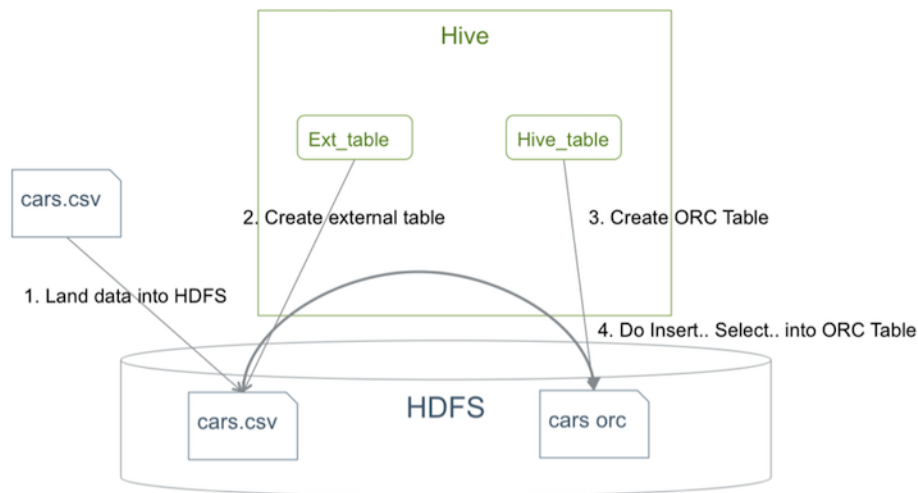 Hive
Ext_table
Hive_table
cars.csv
2. Create external table
3. Create ORC Table
1. Land data into HDFS
4. Do Insert.. Select.. into ORC Table
HDFS
cars.csv
cars orc